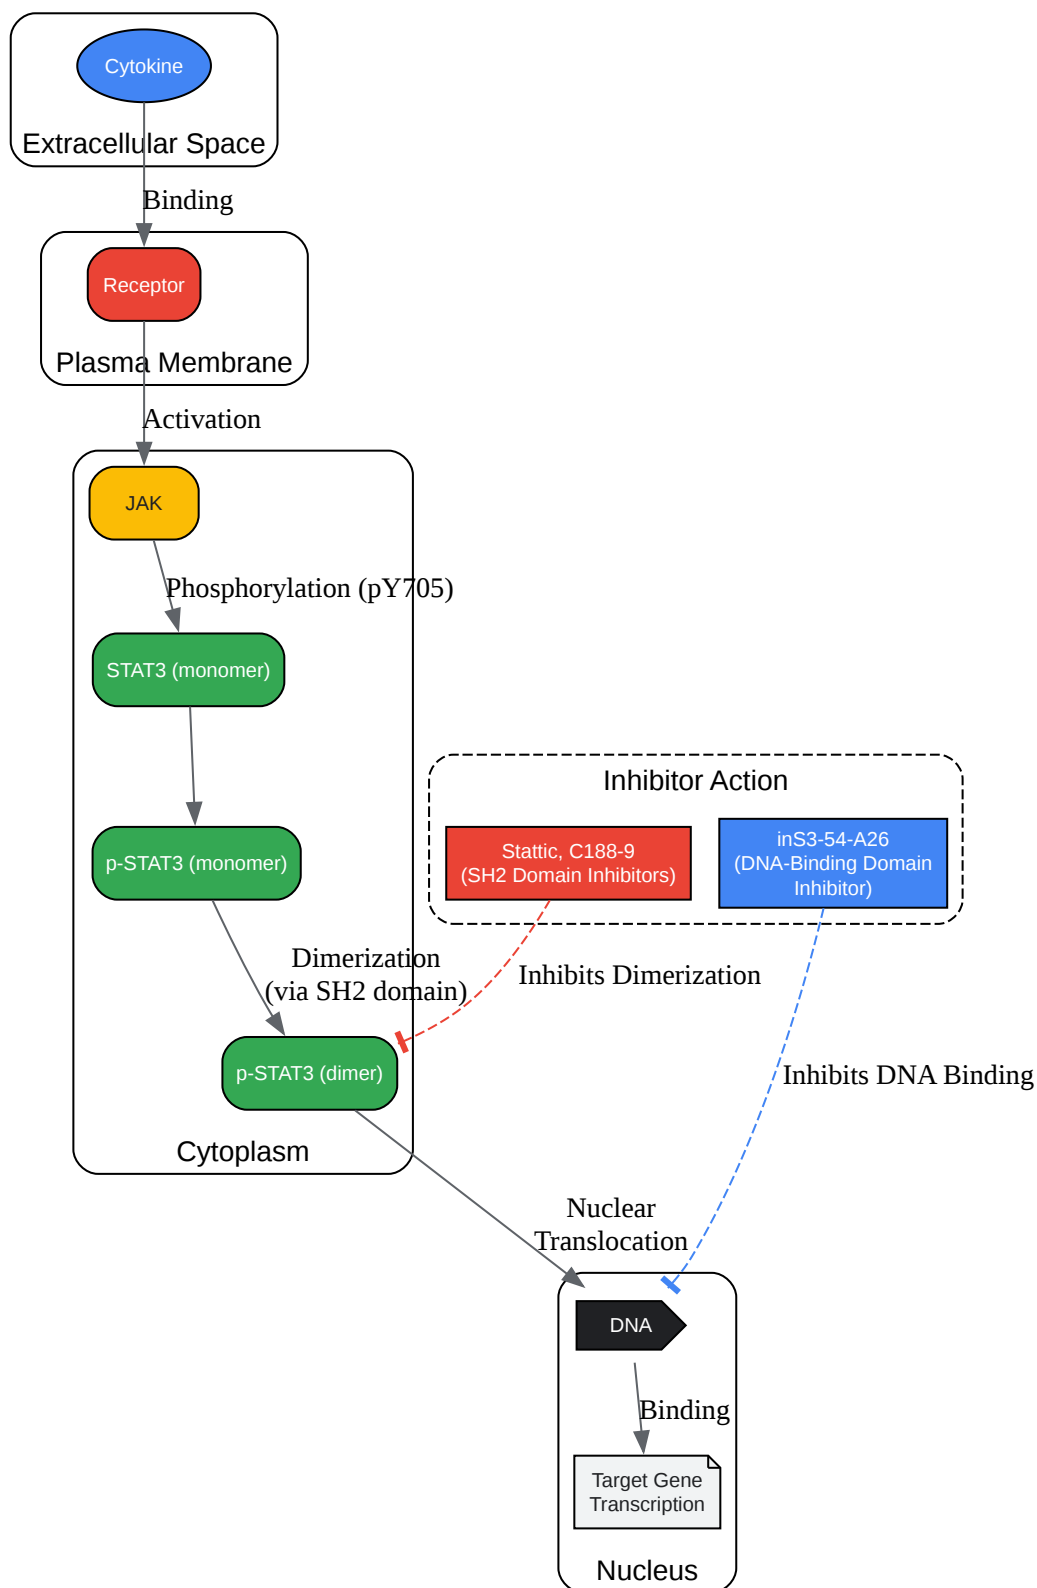 Cytokine
Extracellular Space
Binding
Receptor
Plasma Membrane
Activation
JAK
Phosphorylation (pY705)
STAT3 (monomer)
Inhibitor Action
Stattic, C188-9
(SH2 Domain Inhibitors)
inS3-54-A26
(DNA-Binding Domain
Inhibitor)
p-STAT3 (monomer)
Dimerization
(via SH2 domain)
Inhibits Dimerization
p-STAT3 (dimer)
Inhibits DNA Binding
Cytoplasm
Nuclear
Translocation
DNA
Binding
Target Gene
Transcription
Nucleus